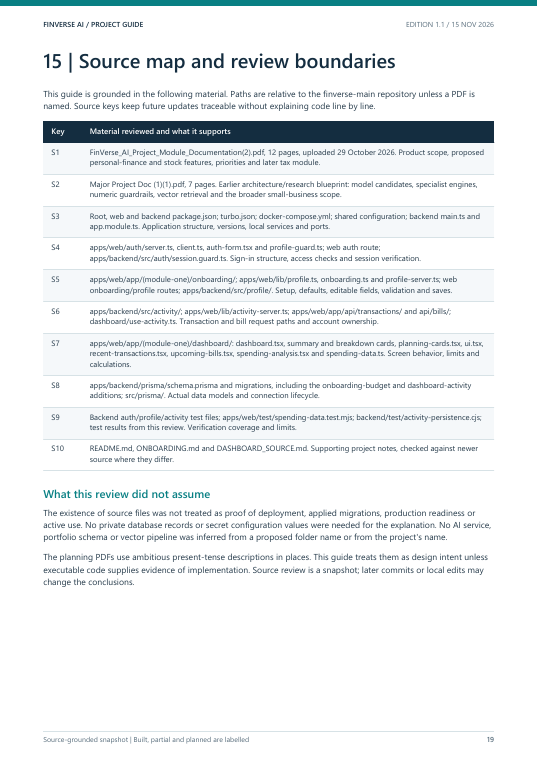 FINVERSE AI / PROJECT GUIDE
EDITION 1.1 / 15 NOV 2026
15 | Source map and review boundaries
This guide is grounded in the following material. Paths are relative to the finverse-main repository unless a PDF is
named. Source keys keep future updates traceable without explaining code line by line.
Key Material reviewed and what it supports
S1 FinVerse_AI_Project_Module_Documentation(2).pdf, 12 pages, uploaded 29 October 2026. Product scope, proposed
personal-finance and stock features, priorities and later tax module.
S2 Major Project Doc (1)(1).pdf, 7 pages. Earlier architecture/research blueprint: model candidates, specialist engines,
numeric guardrails, vector retrieval and the broader small-business scope.
S3 Root, web and backend package.json; turbo.json; docker-compose.yml; shared configuration; backend main.ts and
app.module.ts. Application structure, versions, local services and ports.
S4 apps/web/auth/server.ts, client.ts, auth-form.tsx and profile-guard.ts; web auth route;
apps/backend/src/auth/session.guard.ts. Sign-in structure, access checks and session verification.
S5 apps/web/app/(module-one)/onboarding/; apps/web/lib/profile.ts, onboarding.ts and profile-server.ts; web
onboarding/profile routes; apps/backend/src/profile/. Setup, defaults, editable fields, validation and saves.
S6 apps/backend/src/activity/; apps/web/lib/activity-server.ts; apps/web/app/api/transactions/ and api/bills/;
dashboard/use-activity.ts. Transaction and bill request paths and account ownership.
S7 apps/web/app/(module-one)/dashboard/: dashboard.tsx, summary and breakdown cards, planning-cards.tsx, ui.tsx,
recent-transactions.tsx, upcoming-bills.tsx, spending-analysis.tsx and spending-data.ts. Screen behavior, limits and
calculations.
S8 apps/backend/prisma/schema.prisma and migrations, including the onboarding-budget and dashboard-activity
additions; src/prisma/. Actual data models and connection lifecycle.
S9 Backend auth/profile/activity test files; apps/web/test/spending-data.test.mjs; backend/test/activity-persistence.cjs;
test results from this review. Verification coverage and limits.
S10 README.md, ONBOARDING.md and DASHBOARD_SOURCE.md. Supporting project notes, checked against newer
source where they differ.
What this review did not assume
The existence of source files was not treated as proof of deployment, applied migrations, production readiness or
active use. No private database records or secret configuration values were needed for the explanation. No AI service,
portfolio schema or vector pipeline was inferred from a proposed folder name or from the project's name.
The planning PDFs use ambitious present-tense descriptions in places. This guide treats them as design intent unless
executable code supplies evidence of implementation. Source review is a snapshot; later commits or local edits may
change the conclusions.
Source-grounded snapshot | Built, partial and planned are labelled
19